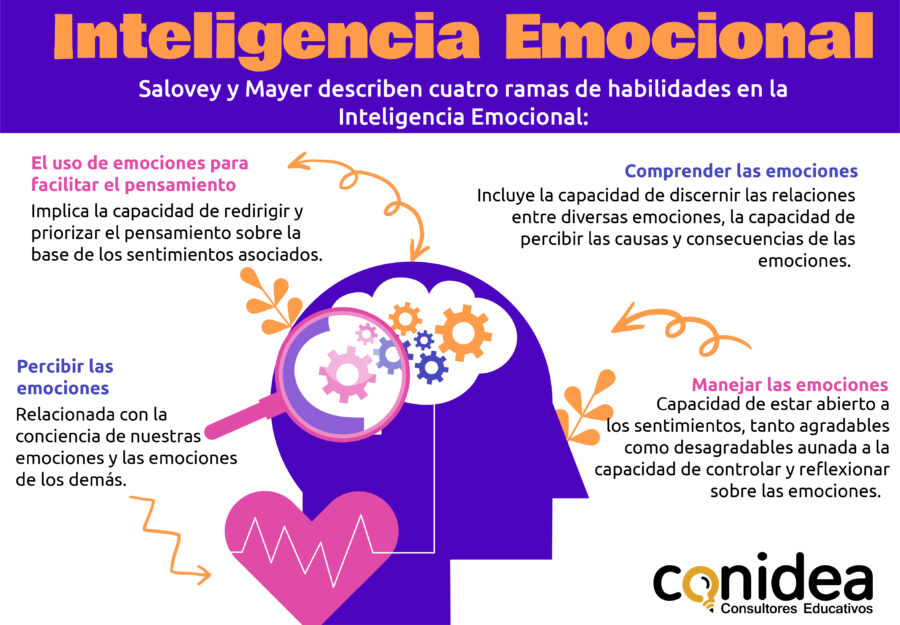 Inteligencia Emocional
Salovey y Mayer describen cuatro ramas de habilidades en la
Inteligencia Emocional:
El uso de emociones para
facilitar el pensamiento
Implica la capacidad de redirigir y
priorizar el pensamiento sobre la
base de los sentimientos asociados.
Comprender las emociones
Incluye la capacidad de discernir las relaciones
entre diversas emociones, la capacidad de
percibir las causas y consecuencias de las
emociones.
Percibir las
emociones
Relacionada con la
conciencia de nuestras
emociones y las emociones
de los demás.
Manejar las emociones
Capacidad de estar abierto a
los sentimientos, tanto agradables
como desagradables aunada a la
capacidad de controlar y reflexionar
sobre las emociones.
conidea
Consultores Educativos